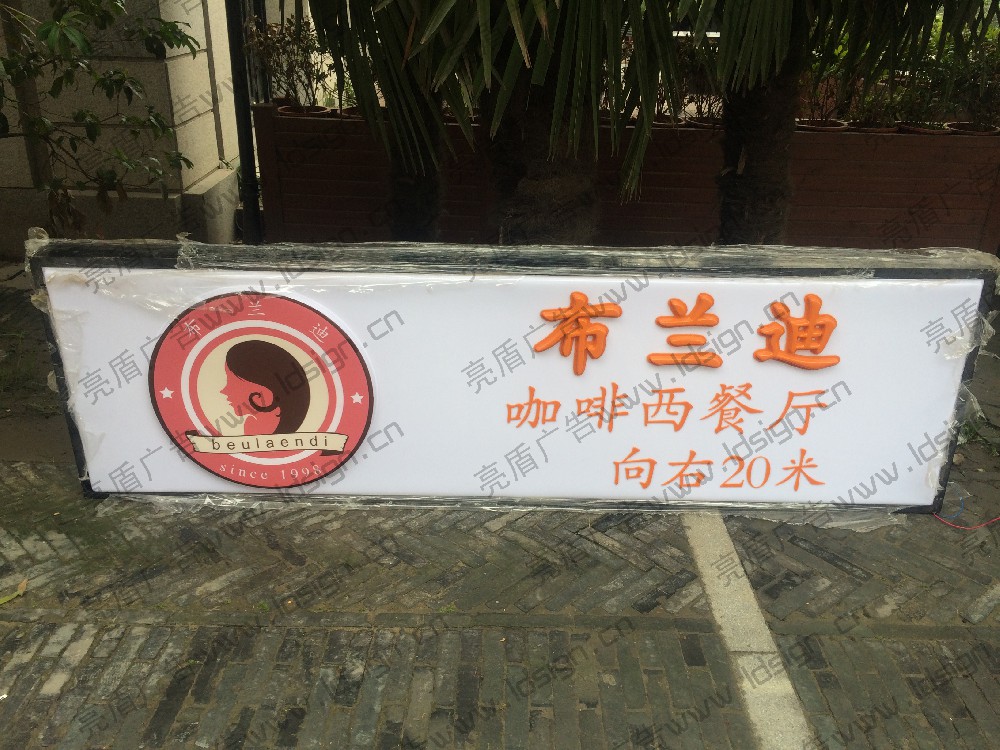 布兰迪
beulaendi
since 1998
布兰迪
咖啡西餐厅
向右20米
亮盾广告www.ldsign.cn